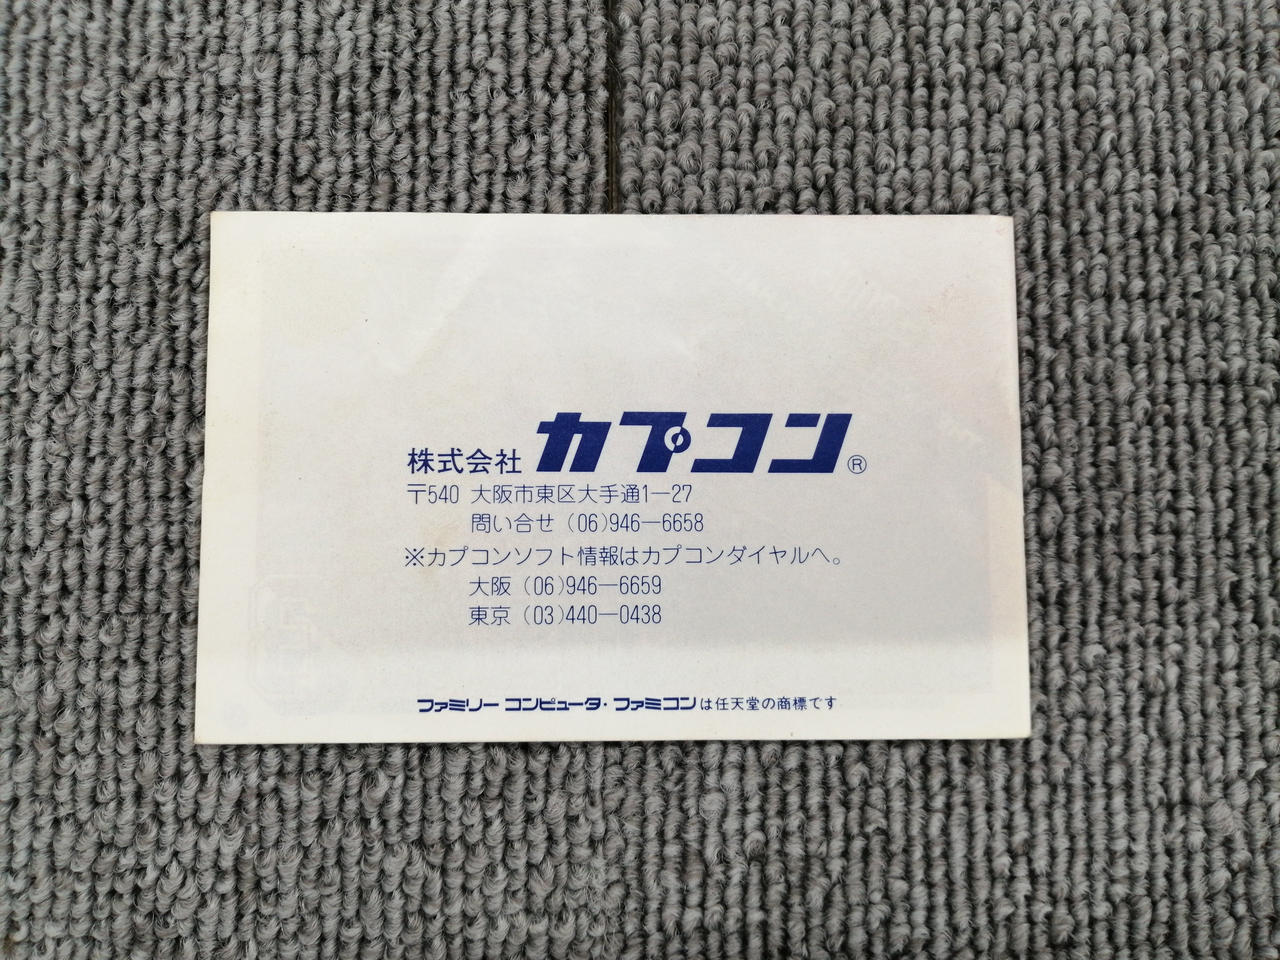 株式会社 カプコン®
〒540 大阪市東区大手通1―27
問い合せ (06)946―6658
※カプコンソフト情報はカプコンダイヤルへ。
大阪 (06)946―6659
東京 (03)440―0438
ファミリー コンピュータ・ファミコンは任天堂の商標です